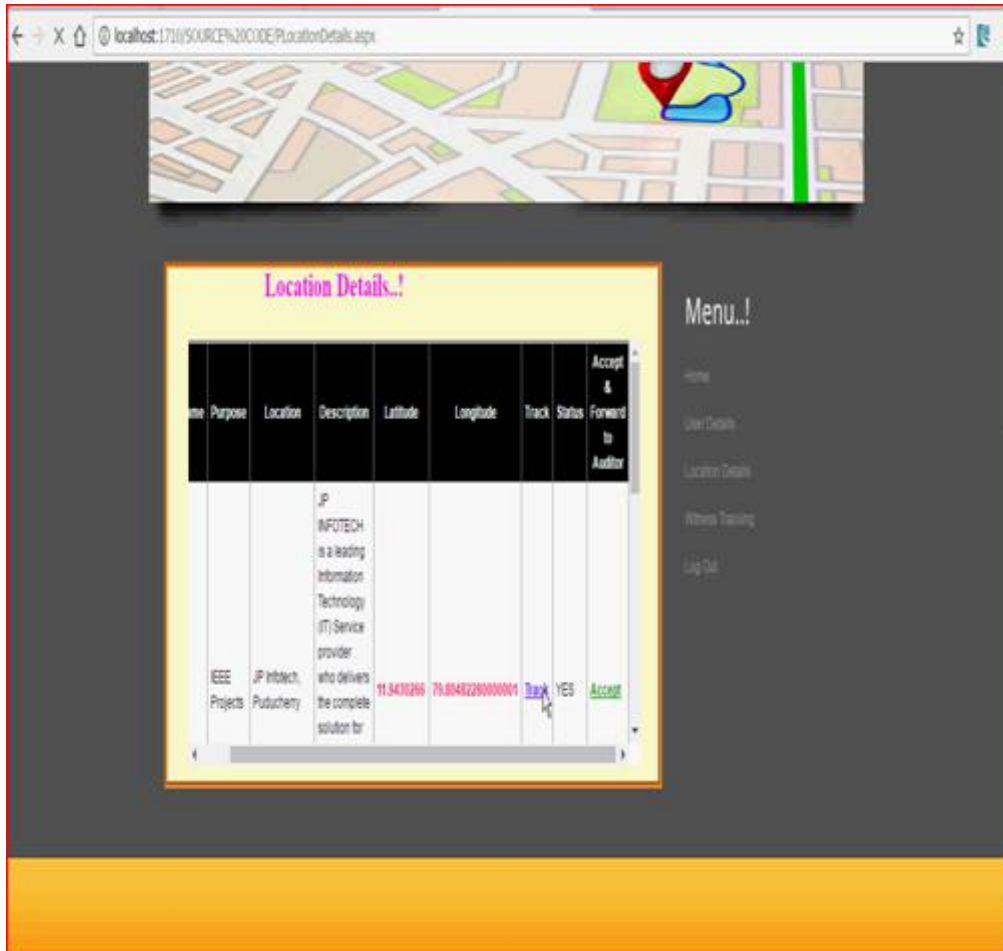 localhost:1710/SOURCE%20CODE/PLocationDetails.aspx
Location Details..!
Menu..!
Home
User Details
Location Details
Witness Tracking
Log Out
ame Purpose Location Description Latitude Longitude Track Status Accept & Forward to Auditor
JP
INFOTECH
is a leading
Information
Technology
(IT) Service
provider
who delivers
the complete
solution for
IEEE
Projects
JP Infotech,
Puducherry
11.9430266 79.80482280000001 Track YES Accept